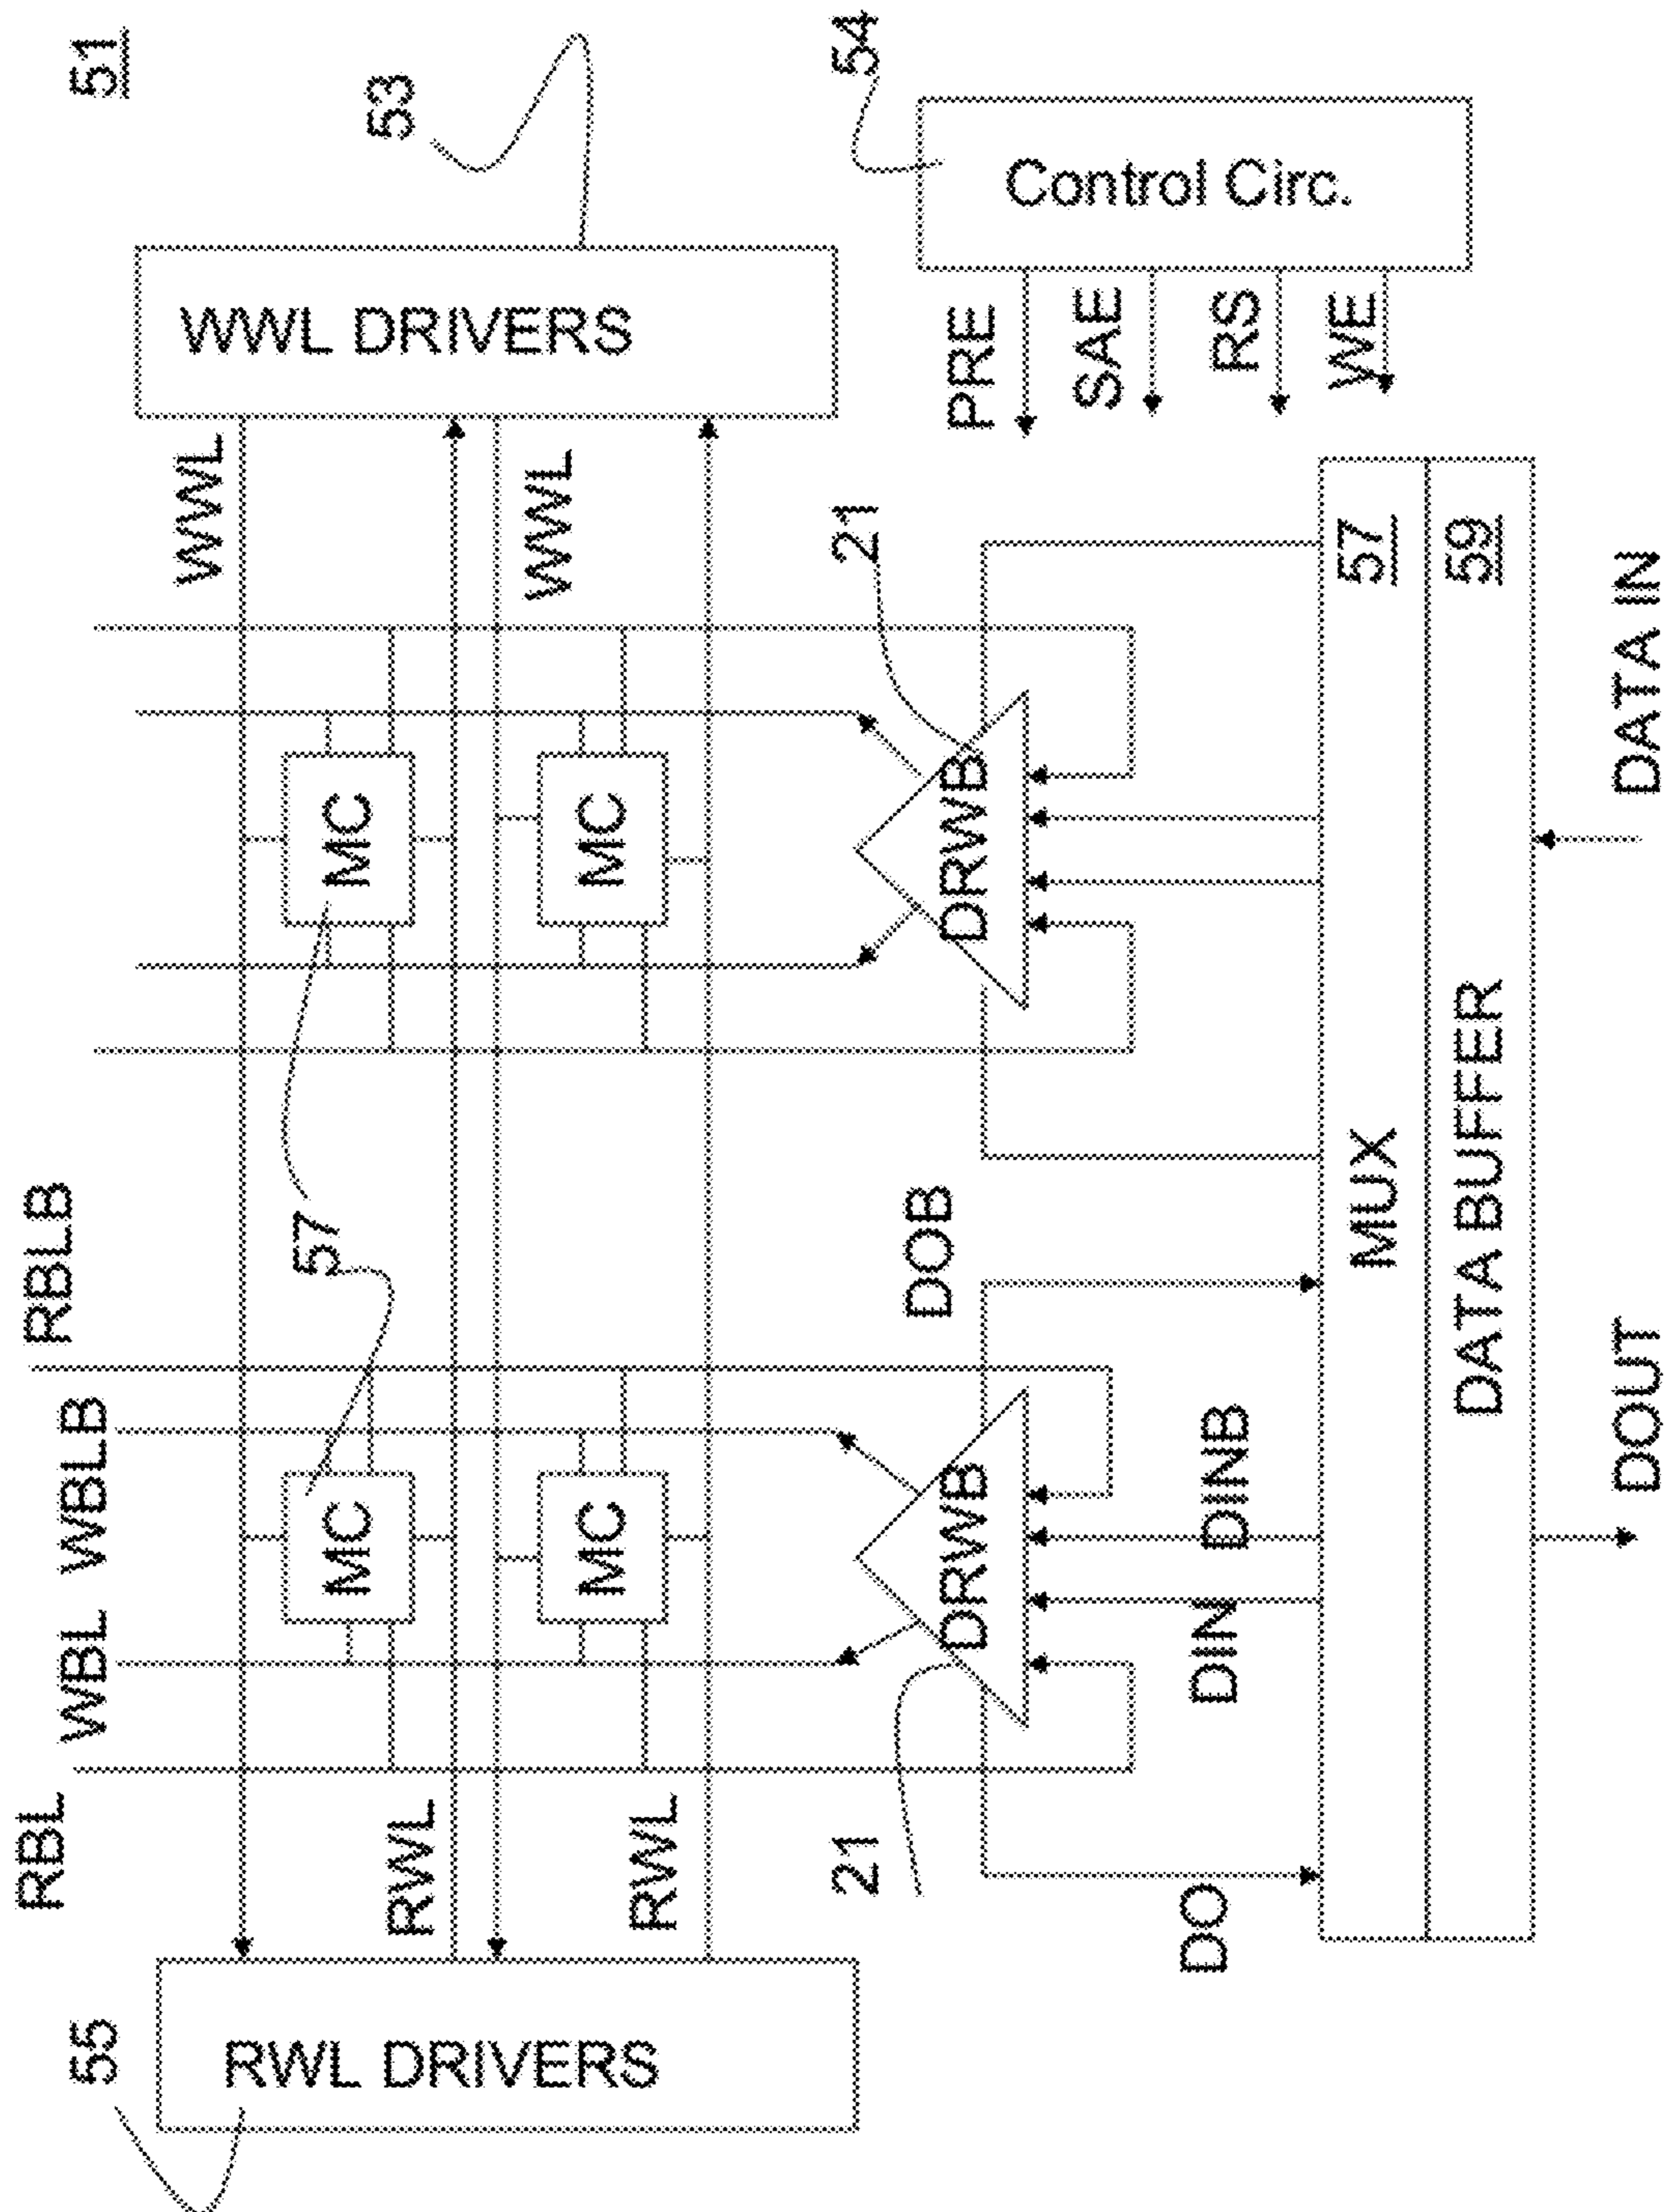 51
53
54
55
RBL
WBL
WBLB
RBLB
WWL
WWL
WWL DRIVERS
RWL DRIVERS
RWL
RWL
MC
MC
MC
MC
57
21
21
DRWB
DRWB
Control Circ.
PRE
SAE
RS
WE
DO
DIN
DINB
DOB
MUX
57
DATA BUFFER
59
DOUT
DATA IN